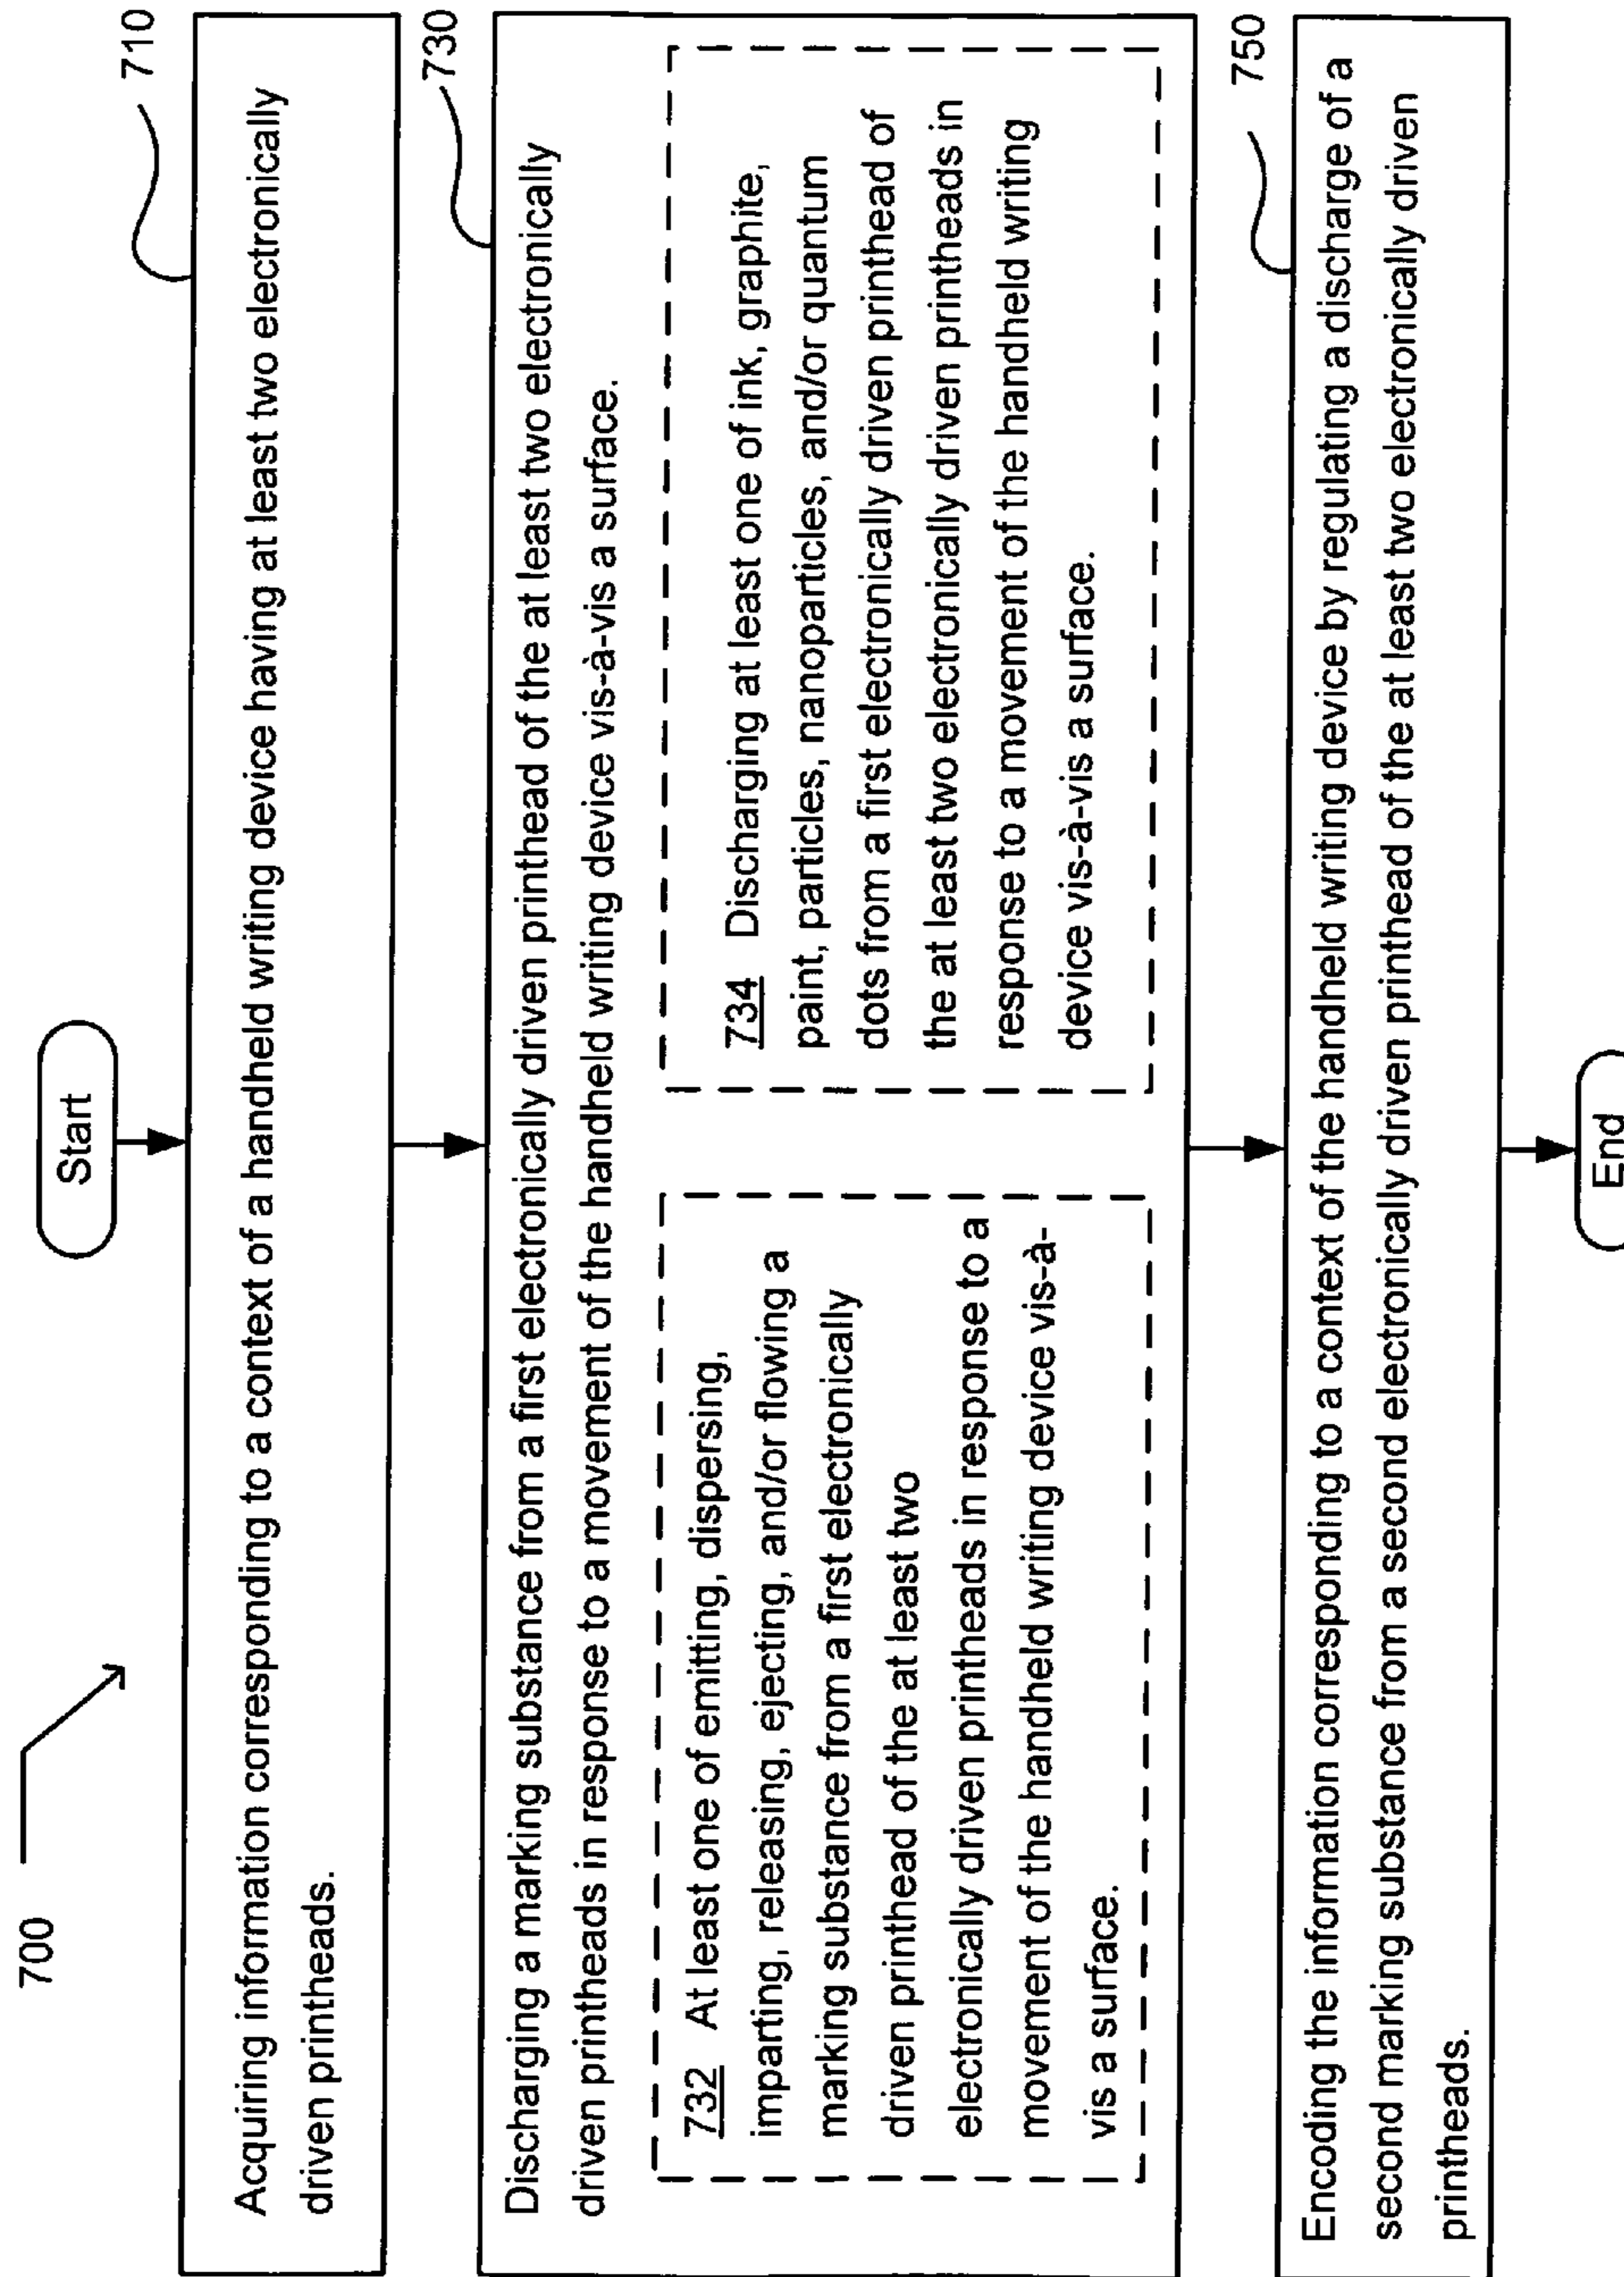 700
Start
710
Acquiring information corresponding to a context of a handheld writing device having at least two electronically
driven printheads.
730
Discharging a marking substance from a first electronically driven printhead of the at least two electronically
driven printheads in response to a movement of the handheld writing device vis-à-vis a surface.
732 At least one of emitting, dispersing,
imparting, releasing, ejecting, and/or flowing a
marking substance from a first electronically
driven printhead of the at least two
electronically driven printheads in response to a
movement of the handheld writing device vis-à-
vis a surface.
734 Discharging at least one of ink, graphite,
paint, particles, nanoparticles, and/or quantum
dots from a first electronically driven printhead of
the at least two electronically driven printheads in
response to a movement of the handheld writing
device vis-à-vis a surface.
750
Encoding the information corresponding to a context of the handheld writing device by regulating a discharge of a
second marking substance from a second electronically driven printhead of the at least two electronically driven
printheads.
End